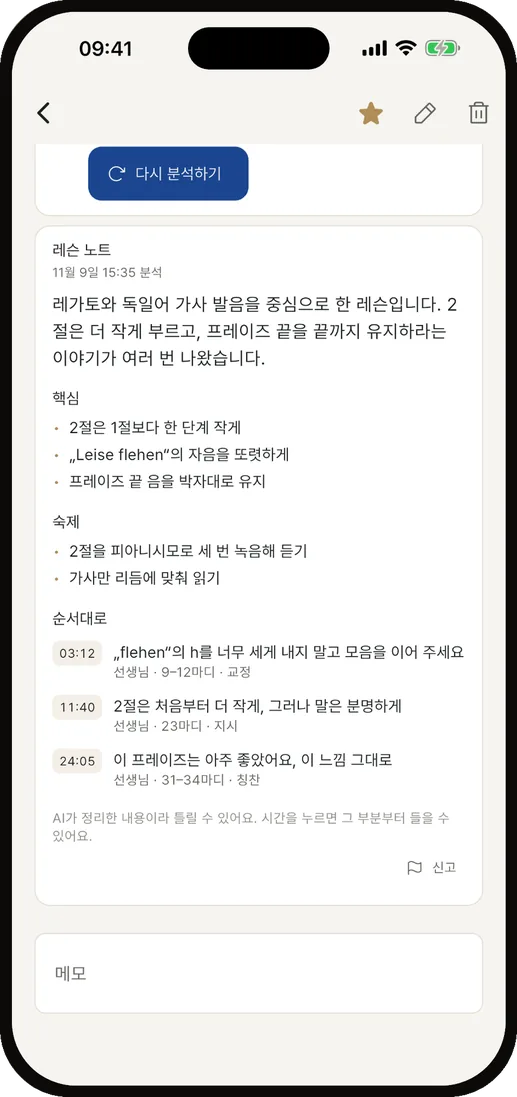 09:41
다시 분석하기
레슨 노트
11월 9일 15:35 분석
레가토와 독일어 가사 발음을 중심으로 한 레슨입니다. 2
절은 더 작게 부르고, 프레이즈 끝을 끝까지 유지하라는
이야기가 여러 번 나왔습니다.
핵심
• 2절은 1절보다 한 단계 작게
• „Leise flehen“의 자음을 또렷하게
• 프레이즈 끝 음을 박자대로 유지
숙제
• 2절을 피아니시모로 세 번 녹음해 듣기
• 가사만 리듬에 맞춰 읽기
순서대로
03:12 „flehen“의 h를 너무 세게 내지 말고 모음을 이어 주세요
선생님 · 9–12마디 · 교정
11:40 2절은 처음부터 더 작게, 그러나 말은 분명하게
선생님 · 23마디 · 지시
24:05 이 프레이즈는 아주 좋았어요, 이 느낌 그대로
선생님 · 31–34마디 · 칭찬
AI가 정리한 내용이라 틀릴 수 있어요. 시간을 누르면 그 부분부터 들을 수
있어요.
신고
메모